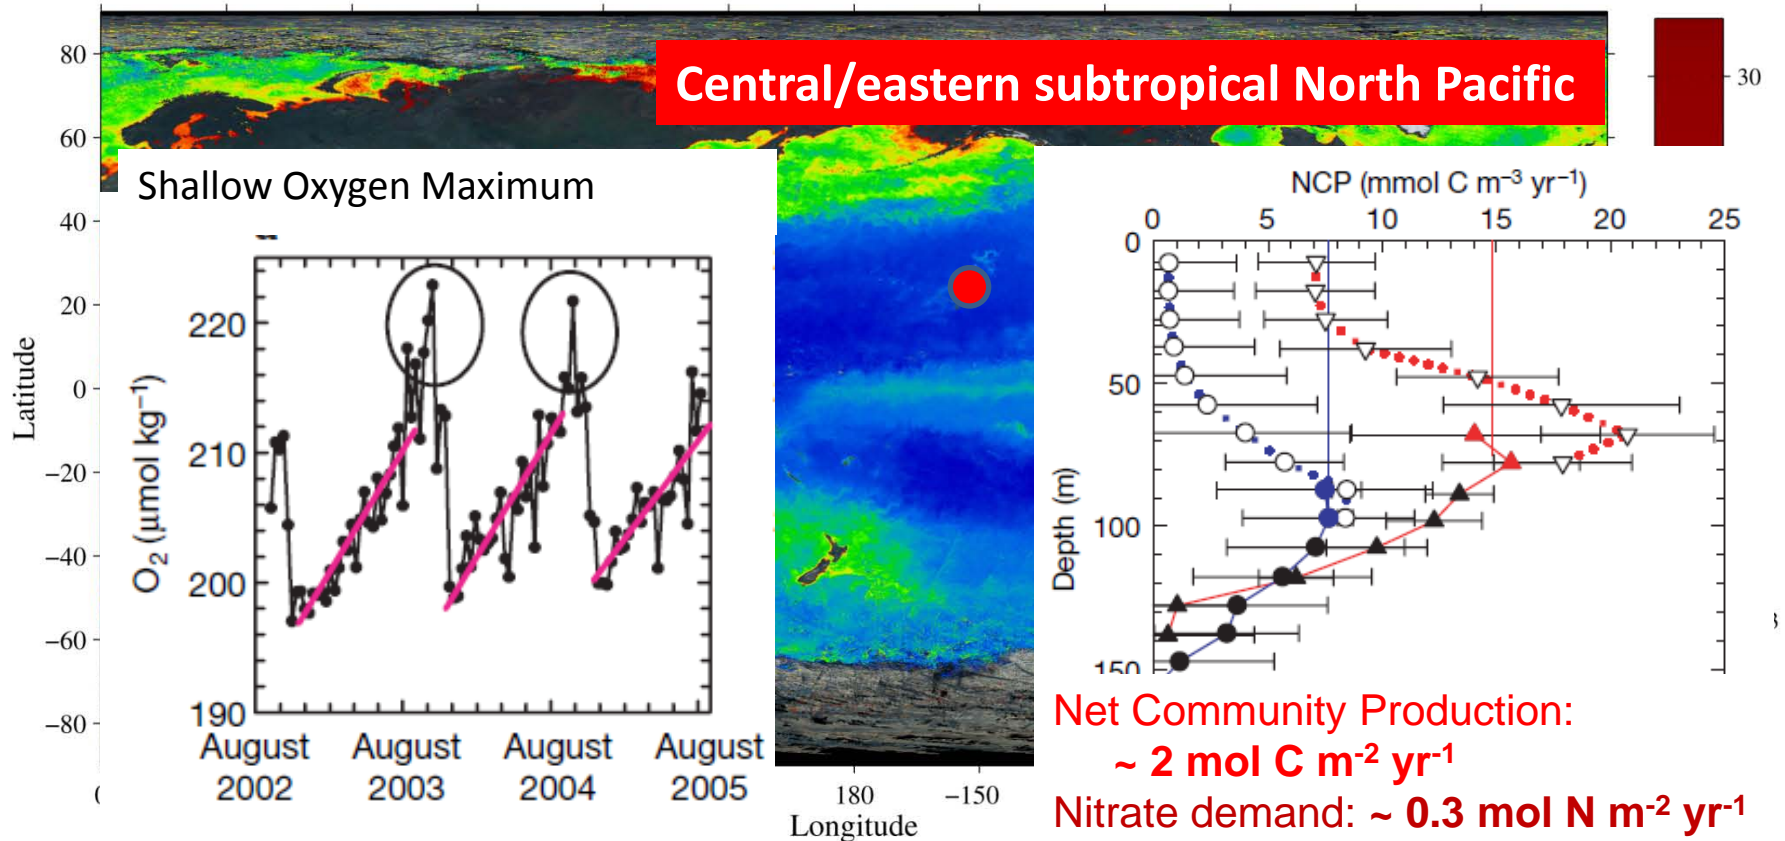 Central/eastern subtropical North Pacific
80
60
40
20
0
−20
−40
−60
−80
Latitude
180
−150
Longitude
30
Shallow Oxygen Maximum
220
210
200
190
O₂ (μmol kg⁻¹)
August
2002
August
2003
August
2004
August
2005
NCP (mmol C m⁻³ yr⁻¹)
0 5 10 15 20 25
0
50
100
150
Depth (m)
Net Community Production:
~ 2 mol C m⁻² yr⁻¹
Nitrate demand: ~ 0.3 mol N m⁻² yr⁻¹